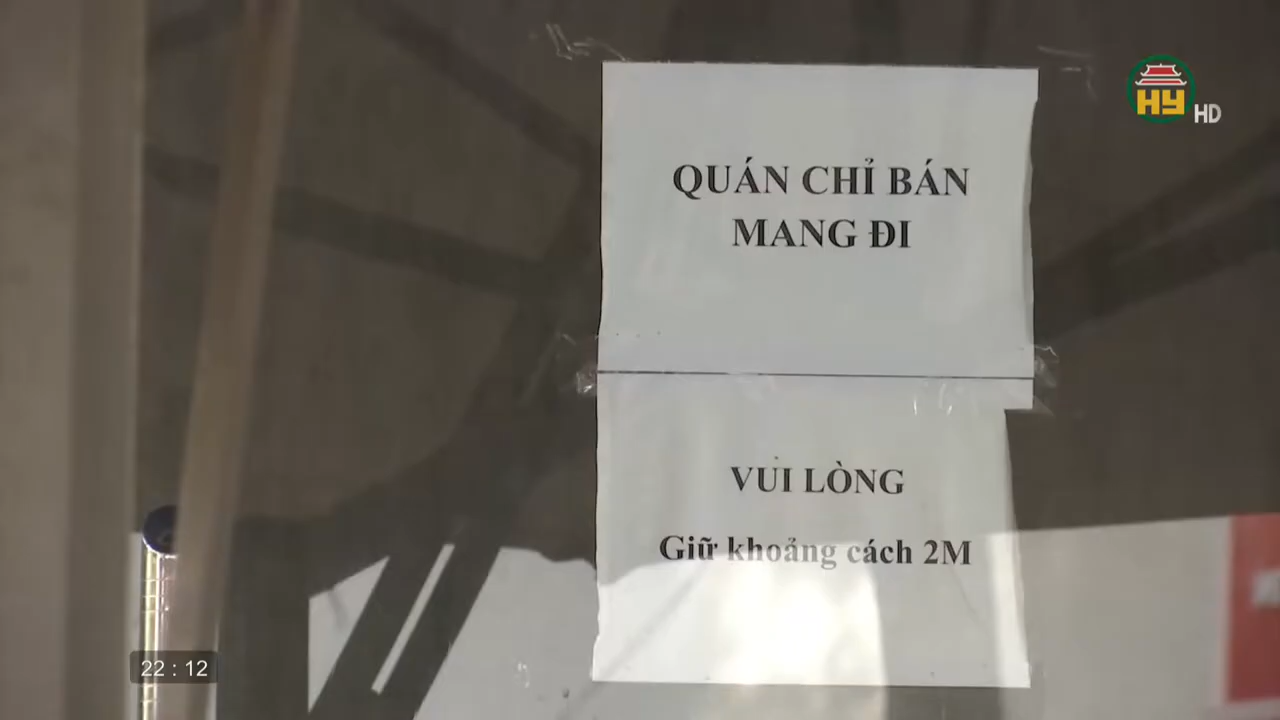 HY HD
QUÁN CHỈ BÁN
MANG ĐI
VUI LÒNG
Giữ khoảng cách 2M
22 : 12